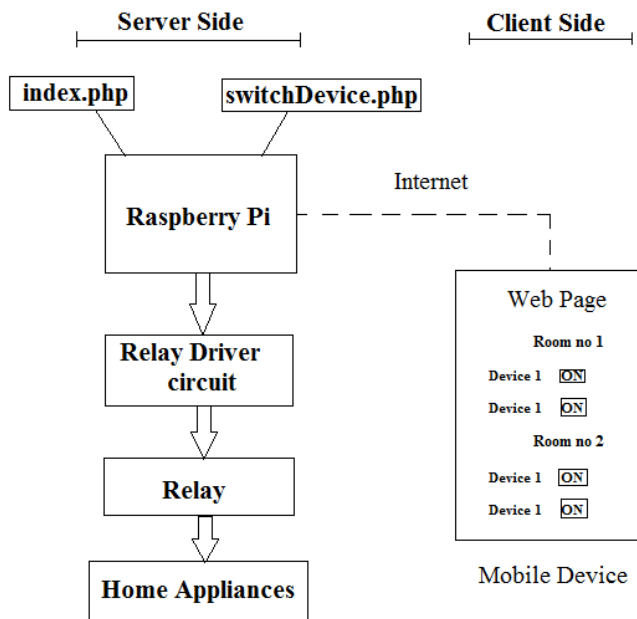 Server Side
Client Side
index.php
switchDevice.php
Raspberry Pi
Internet
Relay Driver
circuit
Relay
Home Appliances
Web Page
Room no 1
Device 1 ON
Device 1 ON
Room no 2
Device 1 ON
Device 1 ON
Mobile Device